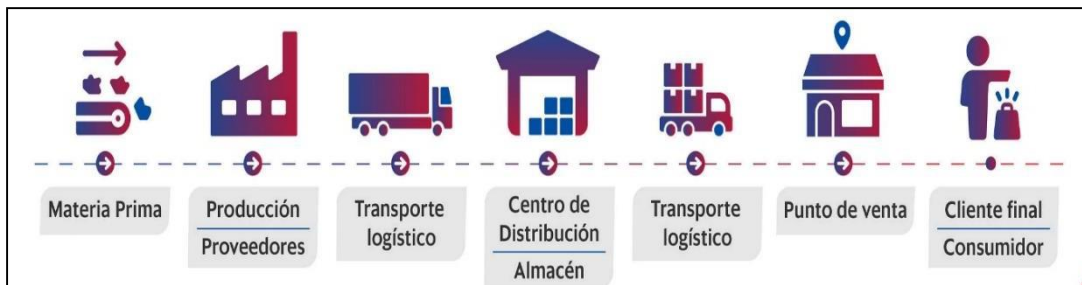 Materia Prima
Producción
Proveedores
Transporte
logístico
Centro de
Distribución
Almacén
Transporte
logístico
Punto de venta
Cliente final
Consumidor